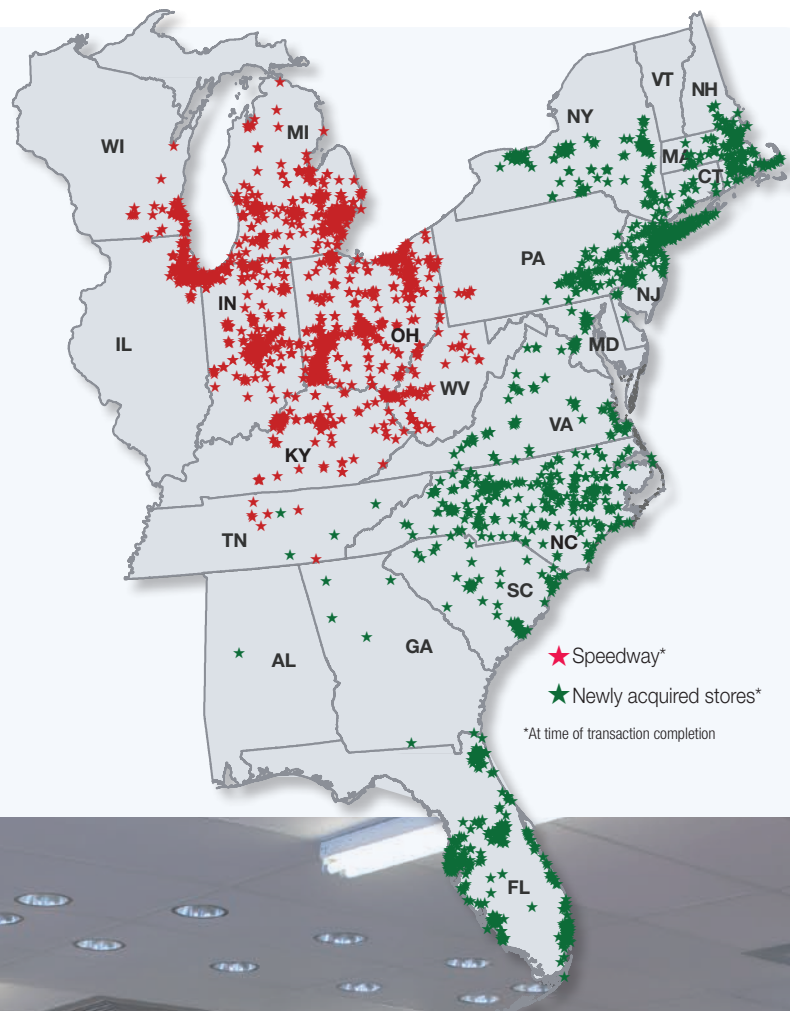 VT
NH
NY
MI
WI
MA
CT
PA
NJ
IN
OH
IL
MD
WV
VA
KY
TN
NC
SC
GA
AL
Speedway*
Newly acquired stores*
*At time of transaction completion
FL